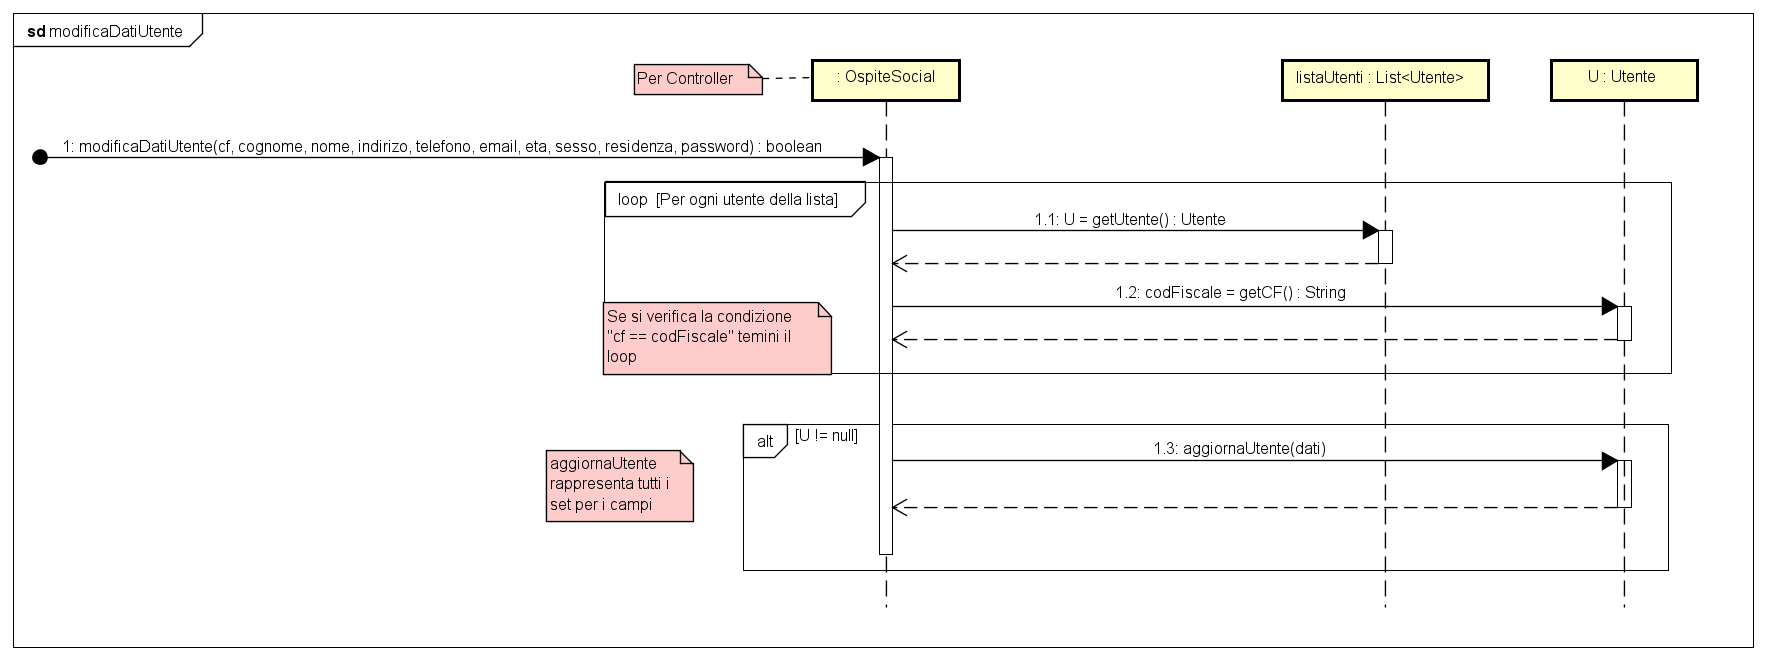 sd modificaDatiUtente
Per Controller
: OspiteSocial
listaUtenti : List<Utente>
U : Utente
1: modificaDatiUtente(cf, cognome, nome, indirizo, telefono, email, eta, sesso, residenza, password) : boolean
loop [Per ogni utente della lista]
1.1: U = getUtente() : Utente
1.2: codFiscale = getCF() : String
Se si verifica la condizione
"cf == codFiscale" temini il
loop
alt [U != null]
1.3: aggiornaUtente(dati)
aggiornaUtente
rappresenta tutti i
set per i campi